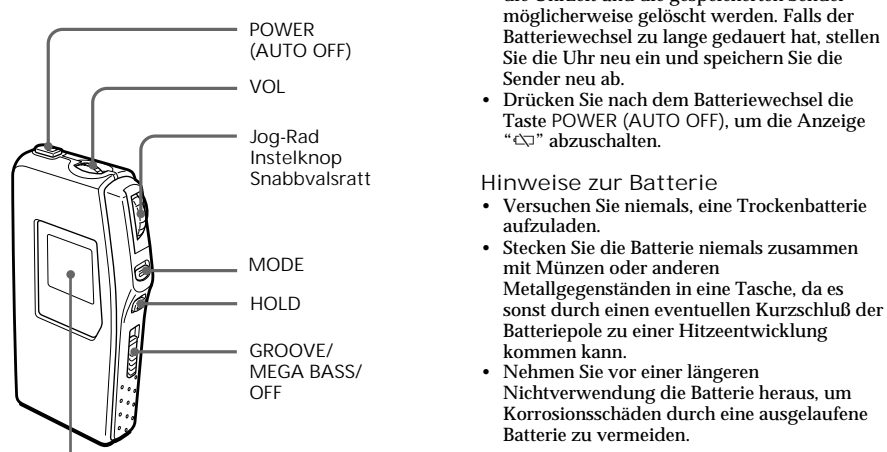 POWER
(AUTO OFF)
VOL
Jog-Rad
Instelknop
Snabbvalsratt
MODE
HOLD
GROOVE/
MEGA BASS/
OFF
möglicherweise gelöscht werden. Falls der
Batteriewechsel zu lange gedauert hat, stellen
Sie die Uhr neu ein und speichern Sie die
Sender neu ab.
• Drücken Sie nach dem Batteriewechsel die
Taste POWER (AUTO OFF), um die Anzeige
“” abzuschalten.
Hinweise zur Batterie
• Versuchen Sie niemals, eine Trockenbatterie
aufzuladen.
• Stecken Sie die Batterie niemals zusammen
mit Münzen oder anderen
Metallgegenständen in eine Tasche, da es
sonst durch einen eventuellen Kurzschluß der
Batteriepole zu einer Hitzeentwicklung
kommen kann.
• Nehmen Sie vor einer längeren
Nichtverwendung die Batterie heraus, um
Korrosionsschäden durch eine ausgelaufene
Batterie zu vermeiden.